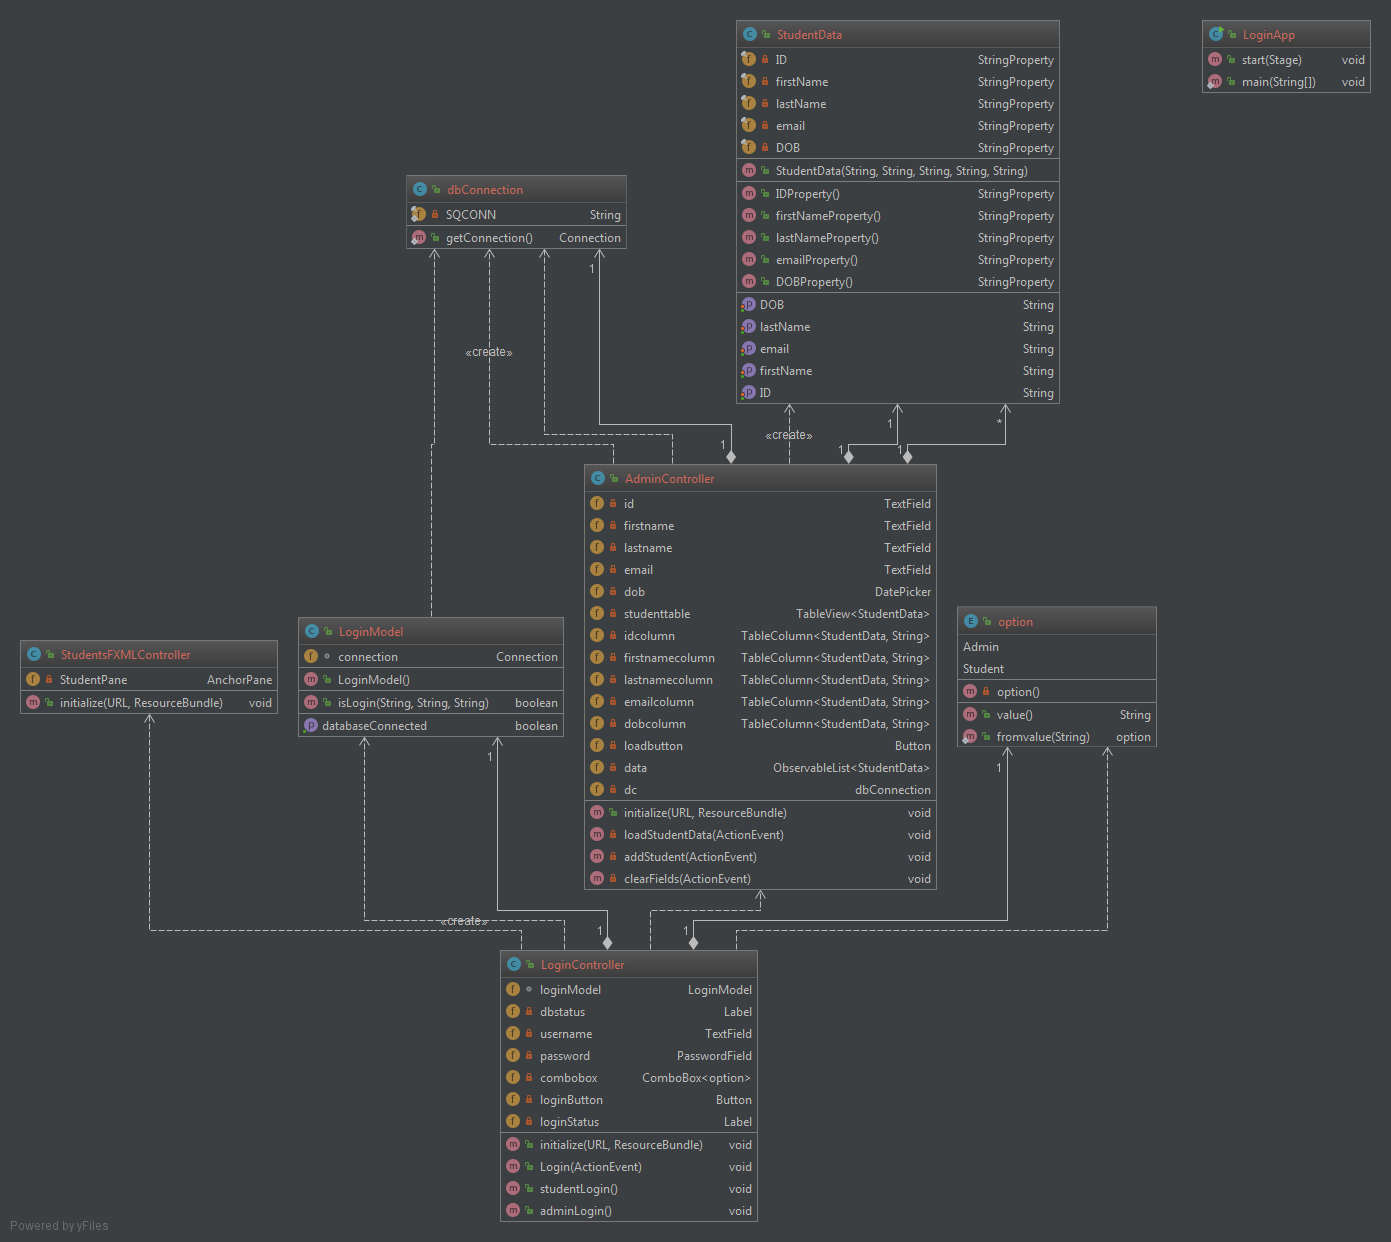 StudentData
ID StringProperty
firstName StringProperty
lastName StringProperty
email StringProperty
DOB StringProperty
StudentData(String, String, String, String, String)
IDProperty() StringProperty
firstNameProperty() StringProperty
lastNameProperty() StringProperty
emailProperty() StringProperty
DOBProperty() StringProperty
DOB String
lastName String
email String
firstName String
ID String
LoginApp
start(Stage) void
main(String[]) void
dbConnection
SQCONN String
getConnection() Connection
1
«create»
1
«create»
1
1
*
1
AdminController
id TextField
firstname TextField
lastname TextField
email TextField
dob DatePicker
studenttable TableView<StudentData>
idcolumn TableColumn<StudentData, String>
firstnamecolumn TableColumn<StudentData, String>
lastnamecolumn TableColumn<StudentData, String>
emailcolumn TableColumn<StudentData, String>
dobcolumn TableColumn<StudentData, String>
loadbutton Button
data ObservableList<StudentData>
dc dbConnection
initialize(URL, ResourceBundle) void
loadStudentData(ActionEvent) void
addStudent(ActionEvent) void
clearFields(ActionEvent) void
StudentsFXMLController
StudentPane AnchorPane
initialize(URL, ResourceBundle) void
LoginModel
connection Connection
LoginModel()
isLogin(String, String, String) boolean
databaseConnected boolean
option
Admin
Student
option()
value() String
fromvalue(String) option
1
1
«create»
1
1
LoginController
loginModel LoginModel
dbstatus Label
username TextField
password PasswordField
combobox ComboBox<option>
loginButton Button
loginStatus Label
initialize(URL, ResourceBundle) void
Login(ActionEvent) void
studentLogin() void
adminLogin() void
Powered by yFiles